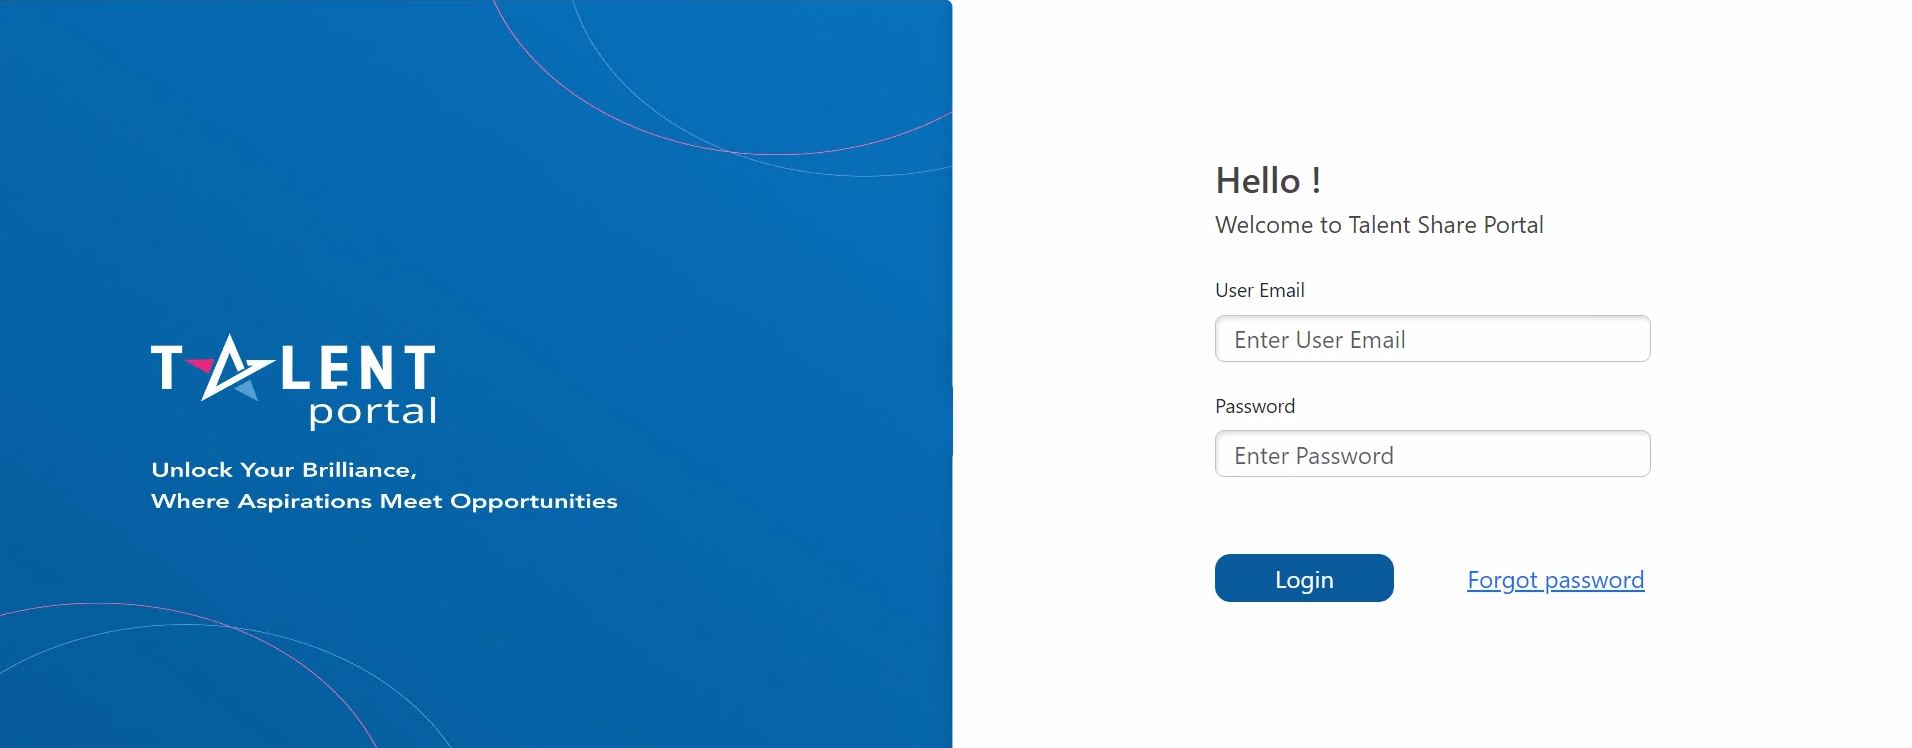 TALENT
portal
Unlock Your Brilliance,
Where Aspirations Meet Opportunities
Hello !
Welcome to Talent Share Portal
User Email
Enter User Email
Password
Enter Password
Login
Forgot password